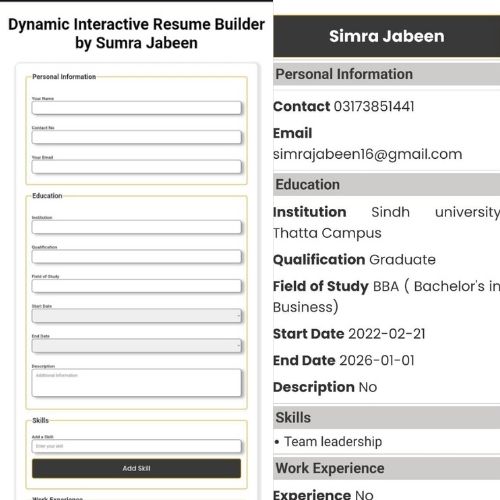 Dynamic Interactive Resume Builder
by Sumra Jabeen
Personal Information
Your Name
Contact No
Your Email
Education
Institution
Qualification
Field of Study
Start Date
End Date
Description
Additional Information
Skills
Add a Skill
Enter your skill
Add Skill
Work Experience
Simra Jabeen
Personal Information
Contact 03173851441
Email
simrajabeen16@gmail.com
Education
Institution Sindh university
Thatta Campus
Qualification Graduate
Field of Study BBA ( Bachelor's in
Business)
Start Date 2022-02-21
End Date 2026-01-01
Description No
Skills
• Team leadership
Work Experience
Experience No